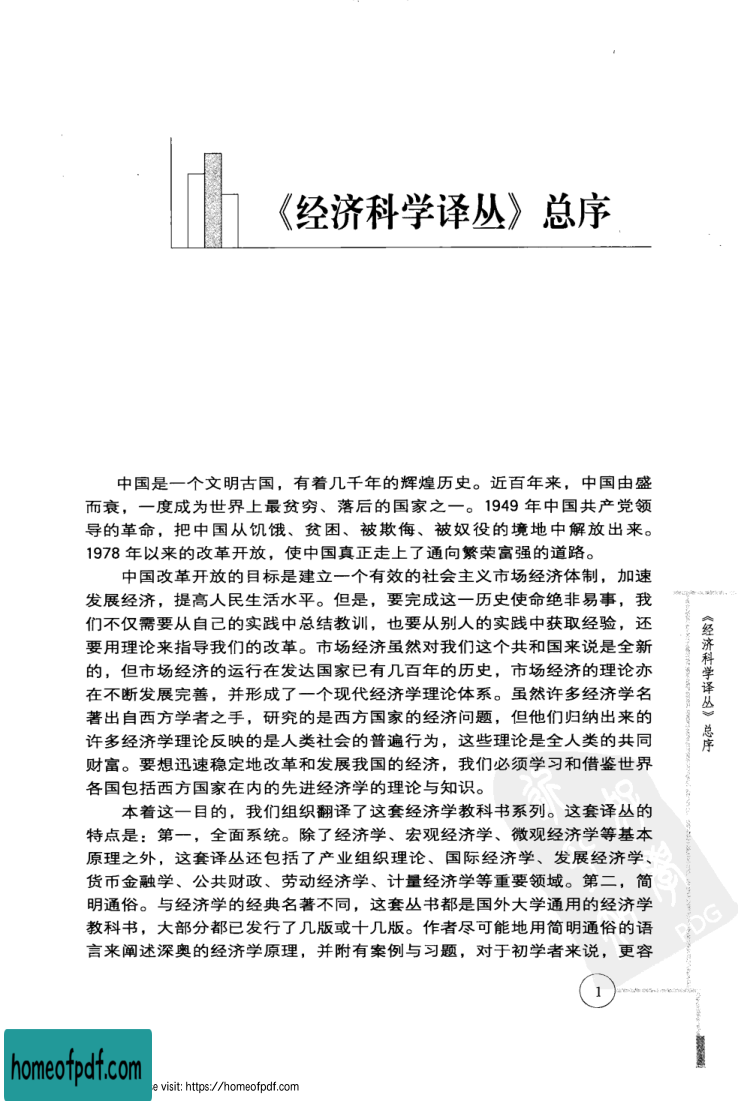 《经济科学译丛》总序
中国是一个文明古国，有着几千年的辉煌历史。近百年来，中国由盛
而衰，一度成为世界上最贫穷、落后的国家之一。1949 年中国共产党领
导的革命，把中国从饥饿、贫困、被欺侮、被奴役的境地中解放出来。
1978 年以来的改革开放，使中国真正走上了通向繁荣富强的道路。
中国改革开放的目标是建立一个有效的社会主义市场经济体制，加速
发展经济，提高人民生活水平。但是，要完成这一历史使命绝非易事，我
们不仅需要从自己的实践中总结教训，也要从别人的实践中获取经验，还
要用理论来指导我们的改革。市场经济虽然对我们这个共和国来说是全新
的，但市场经济的运行在发达国家已有几百年的历史，市场经济的理论亦
在不断发展完善，并形成了一个现代经济学理论体系。虽然许多经济学名
著出自西方学者之手，研究的是西方国家的经济问题，但他们归纳出来的
许多经济学理论反映的是人类社会的普遍行为，这些理论是全人类的共同
财富。要想迅速稳定地改革和发展我国的经济，我们必须学习和借鉴世界
各国包括西方国家在内的先进经济学的理论与知识。
本着这一目的，我们组织翻译了这套经济学教科书系列。这套译丛的
特点是：第一，全面系统。除了经济学、宏观经济学、微观经济学等基本
原理之外，这套译丛还包括了产业组织理论、国际经济学、发展经济学、
货币金融学、公共财政、劳动经济学、计量经济学等重要领域。第二，简
明通俗。与经济学的经典名著不同，这套丛书都是国外大学通用的经济学
教科书，大部分都已发行了几版或十几版。作者尽可能地用简明通俗的语
言来阐述深奥的经济学原理，并附有案例与习题，对于初学者来说，更容
《经济科学译丛》总序
PDG
1
homeofpdf.com
e visit: https://homeofpdf.com